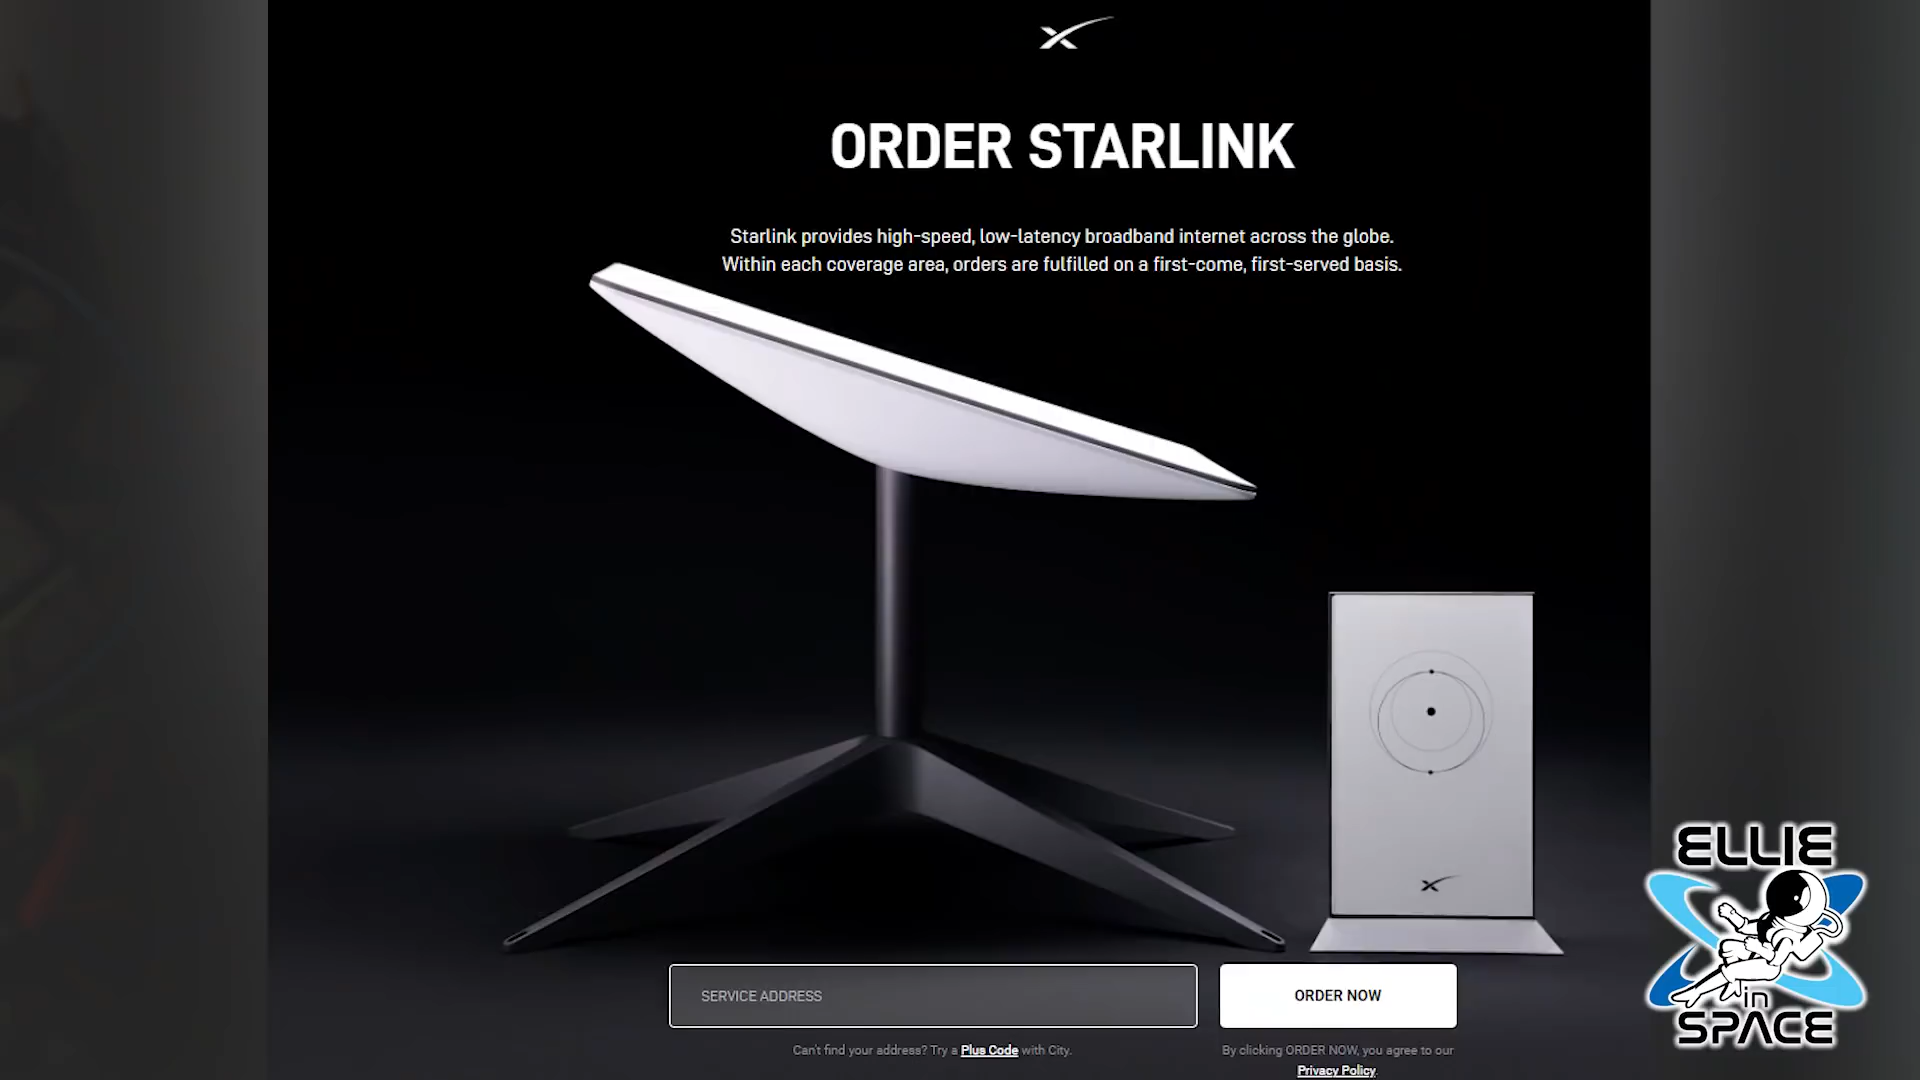 ORDER STARLINK
Starlink provides high-speed, low-latency broadband internet across the globe.
Within each coverage area, orders are fulfilled on a first-come, first-served basis.
SERVICE ADDRESS
ORDER NOW
Can't find your address? Try a Plus Code with City.
By clicking ORDER NOW, you agree to our
Privacy Policy.
ELLIE
in
SPACE